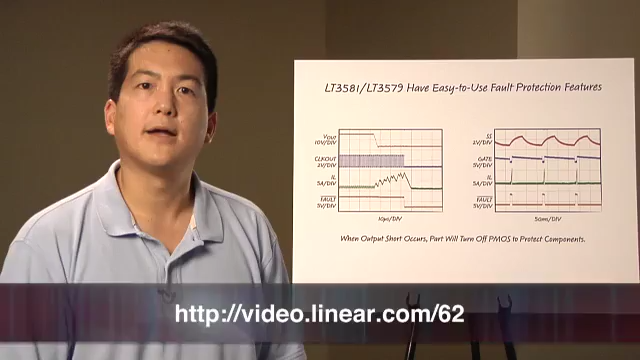 LT3581/LT3579 Have Easy-to-Use Fault Protection Features
VOUT
10V/DIV
CLKOUT
2V/DIV
IL
5A/DIV
FAULT
5V/DIV
10µs/DIV
SS
1V/DIV
GATE
5V/DIV
IL
5A/DIV
FAULT
5V/DIV
50ms/DIV
When Output Short Occurs, Part Will Turn Off PMOS to Protect Components.
http://video.linear.com/62